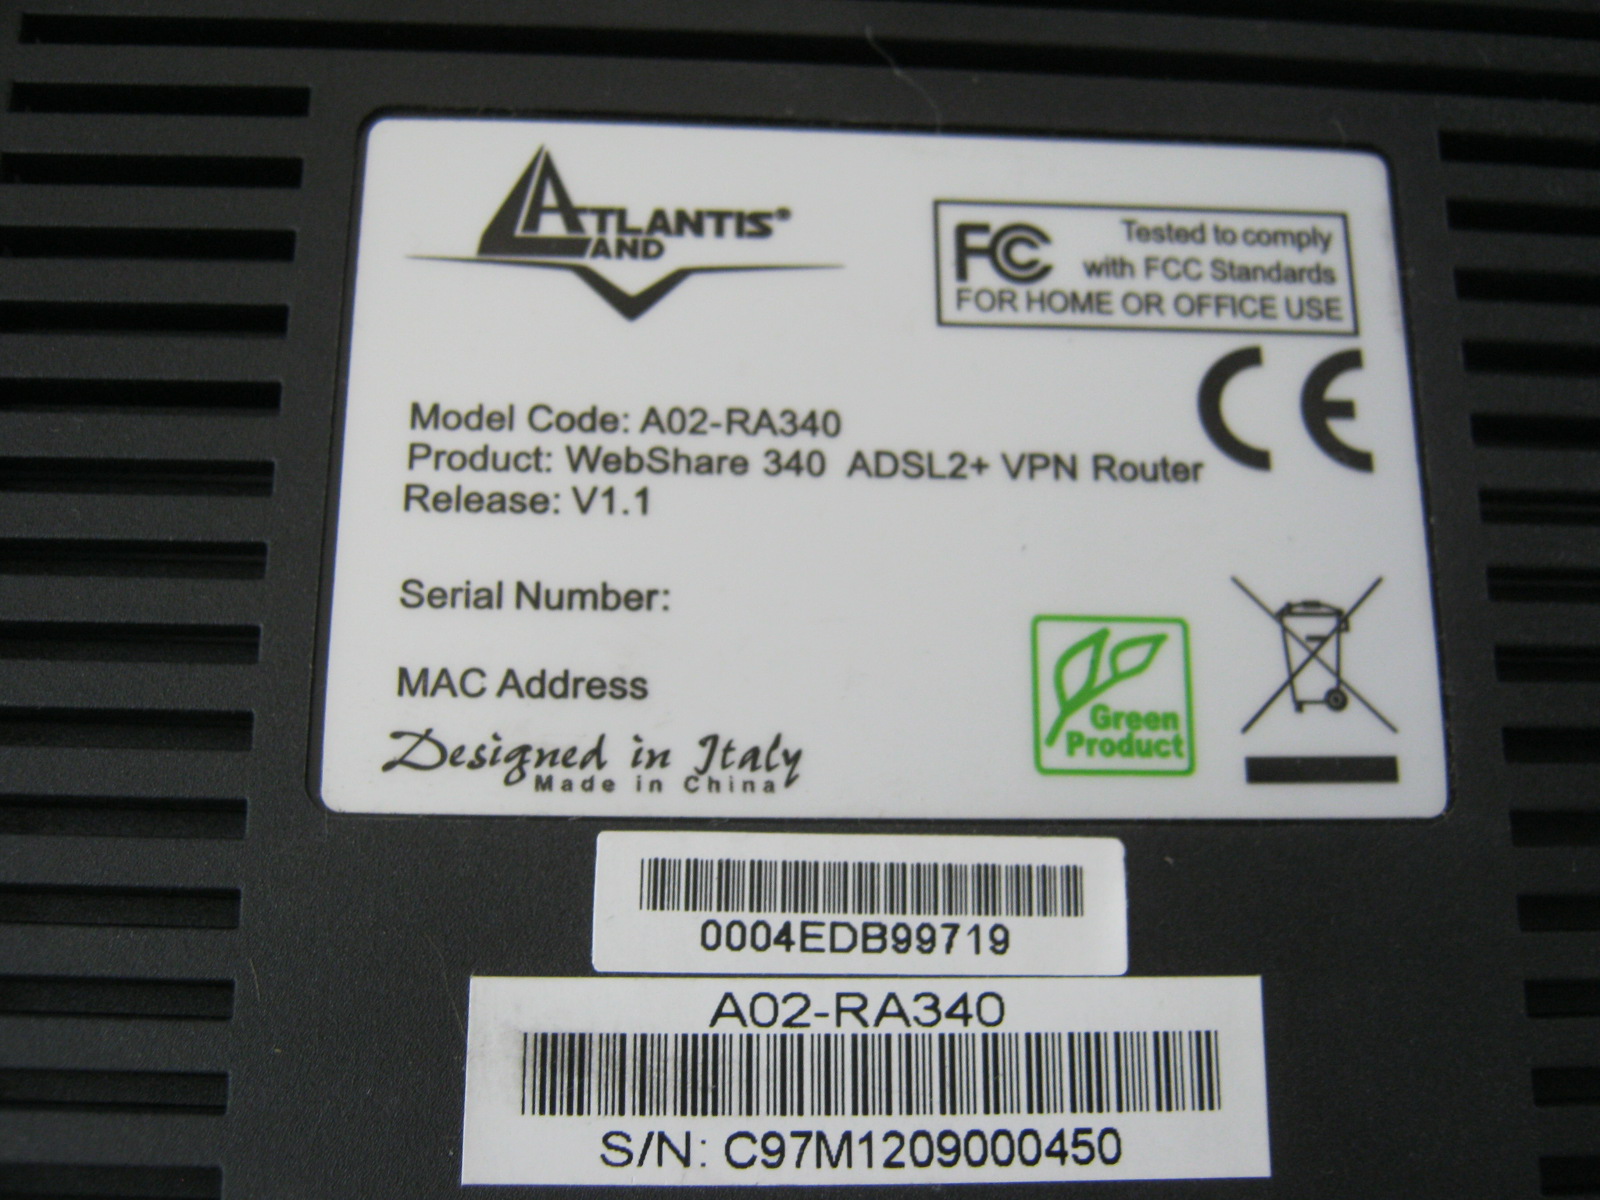 ATLANTIS®
LAND
FC Tested to comply
with FCC Standards
FOR HOME OR OFFICE USE
CE
Model Code: A02-RA340
Product: WebShare 340 ADSL2+ VPN Router
Release: V1.1
Serial Number:
MAC Address
Green
Product
Designed in Italy
Made in China
0004EDB99719
A02-RA340
S/N: C97M1209000450